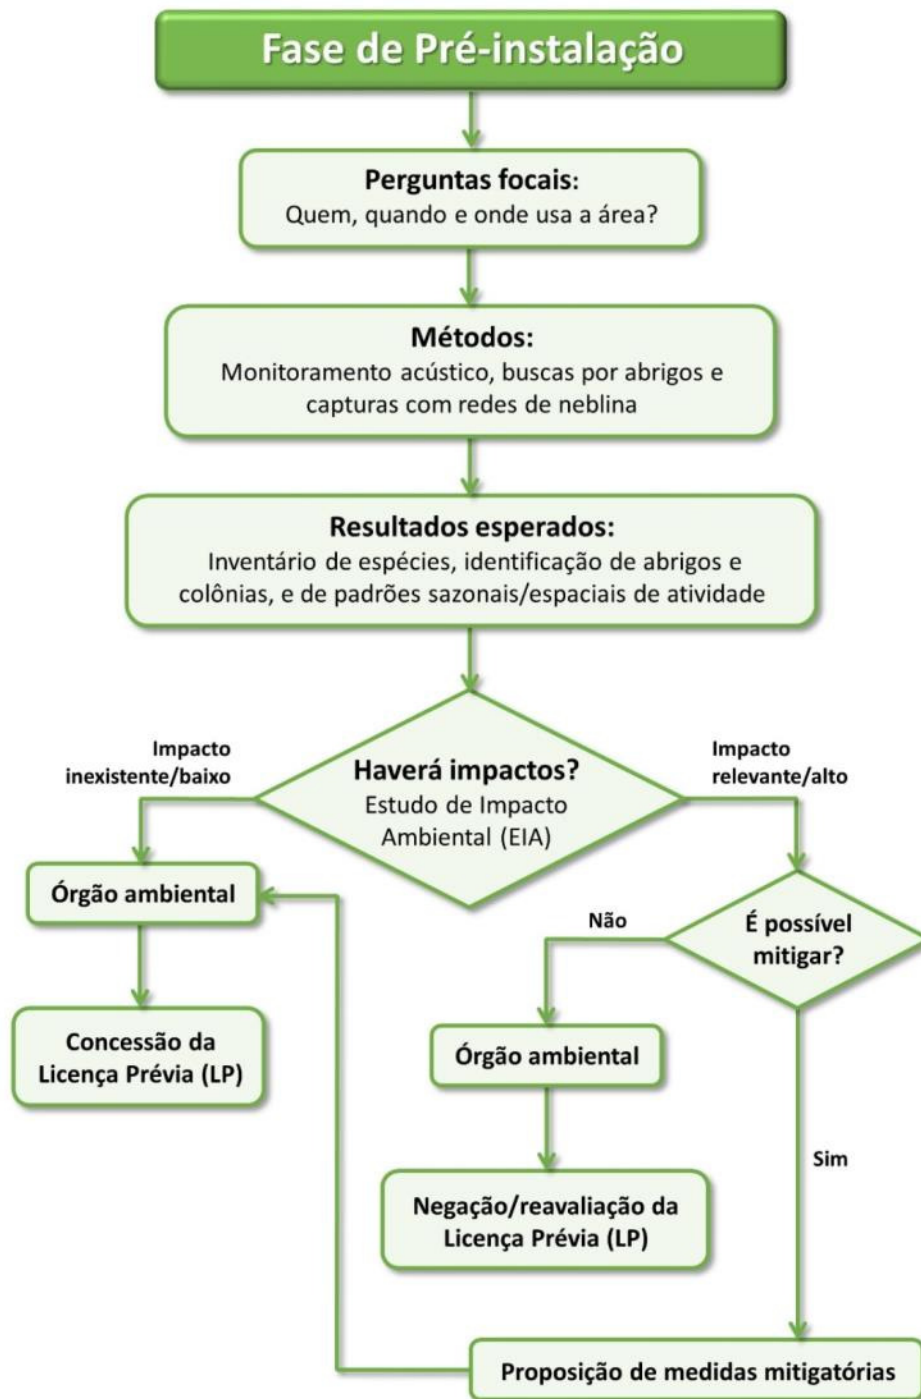 Fase de Pré-instalação
Perguntas focais:
Quem, quando e onde usa a área?
Métodos:
Monitoramento acústico, buscas por abrigos e
capturas com redes de neblina
Resultados esperados:
Inventário de espécies, identificação de abrigos e
colônias, e de padrões sazonais/espaciais de atividade
Impacto
inexistente/baixo
Haverá impactos?
Estudo de Impacto
Ambiental (EIA)
Impacto
relevante/alto
Órgão ambiental
Não
É possível
mitigar?
Concessão da
Licença Prévia (LP)
Órgão ambiental
Sim
Negação/reavaliação da
Licença Prévia (LP)
Proposição de medidas mitigatórias